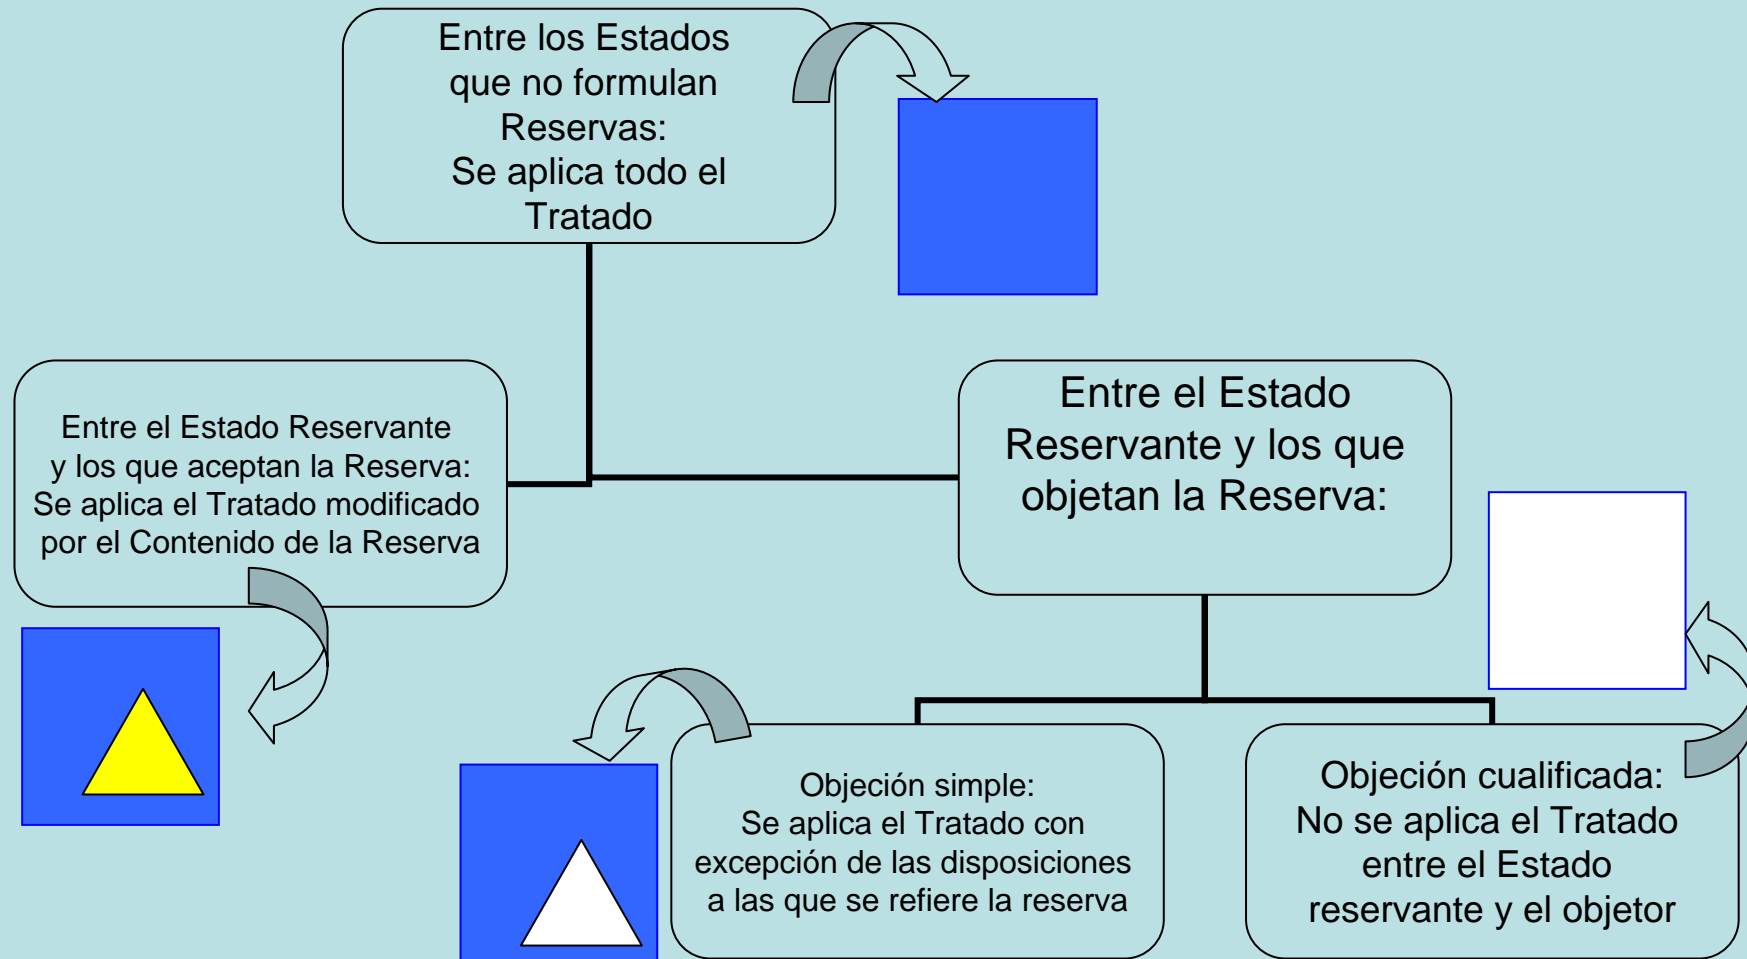 Entre los Estados
que no formulan
Reservas:
Se aplica todo el
Tratado
Entre el Estado Reservante
y los que aceptan la Reserva:
Se aplica el Tratado modificado
por el Contenido de la Reserva
Entre el Estado
Reservante y los que
objetan la Reserva:
Objeción simple:
Se aplica el Tratado con
excepción de las disposiciones
a las que se refiere la reserva
Objeción cualificada:
No se aplica el Tratado
entre el Estado
reservante y el objetor